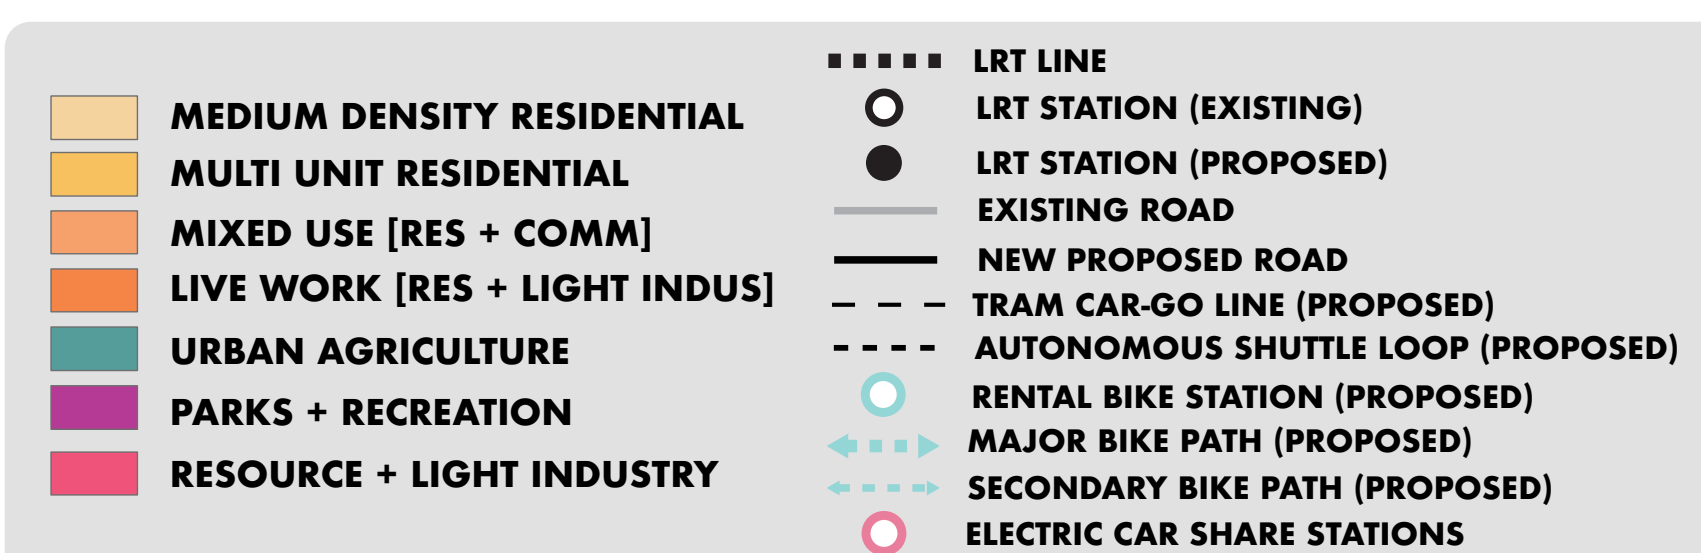 MEDIUM DENSITY RESIDENTIAL
MULTI UNIT RESIDENTIAL
MIXED USE [RES + COMM]
LIVE WORK [RES + LIGHT INDUS]
URBAN AGRICULTURE
PARKS + RECREATION
RESOURCE + LIGHT INDUSTRY
LRT LINE
LRT STATION (EXISTING)
LRT STATION (PROPOSED)
EXISTING ROAD
NEW PROPOSED ROAD
TRAM CAR-GO LINE (PROPOSED)
AUTONOMOUS SHUTTLE LOOP (PROPOSED)
RENTAL BIKE STATION (PROPOSED)
MAJOR BIKE PATH (PROPOSED)
SECONDARY BIKE PATH (PROPOSED)
ELECTRIC CAR SHARE STATIONS